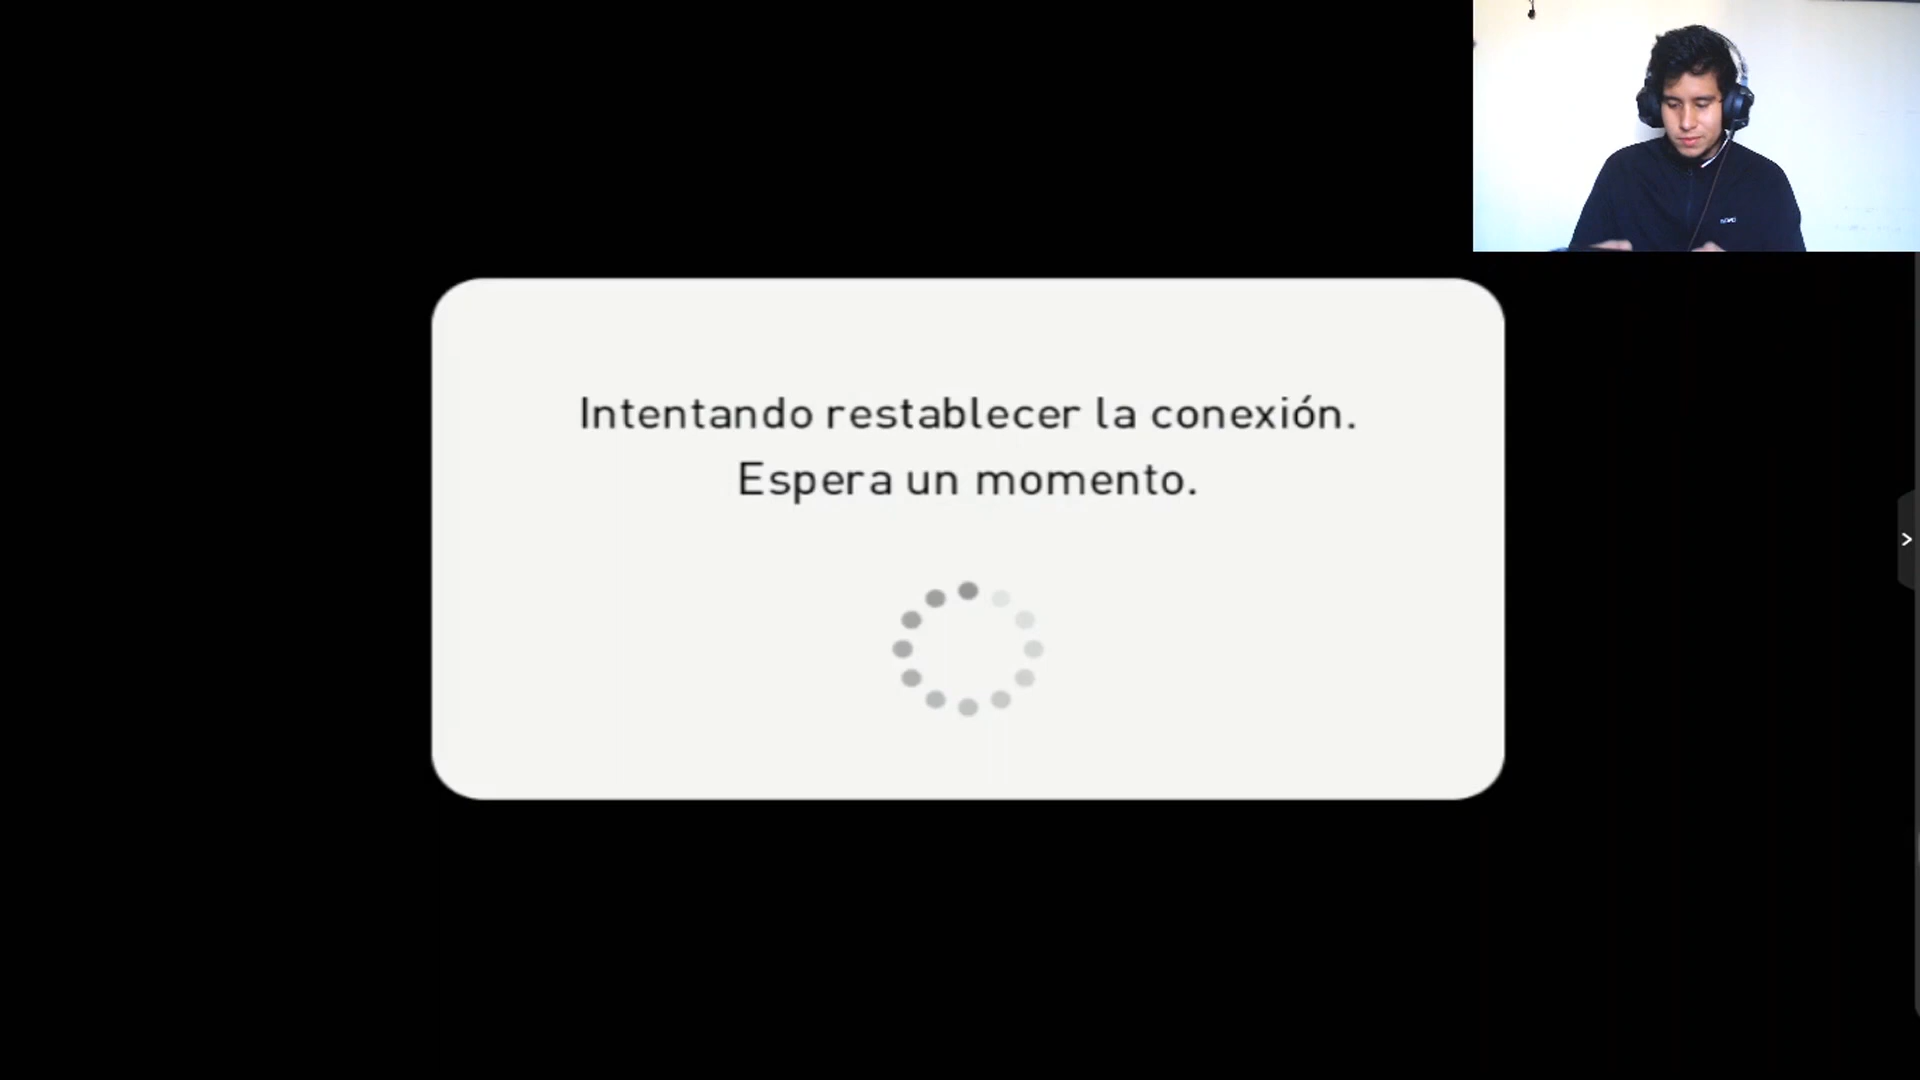 Intentando restablecer la conexión.
Espera un momento.